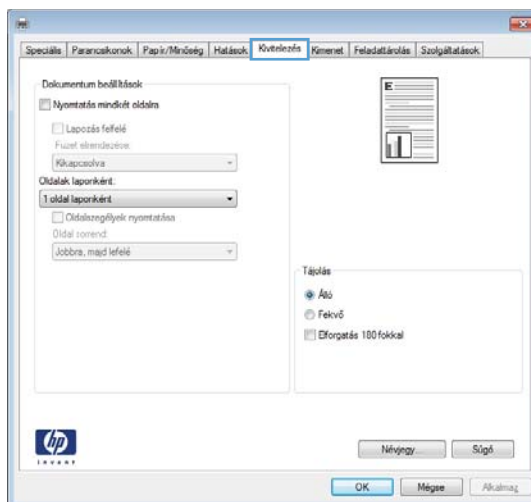 Speciális Parancsikonok Papír/Minőség Hatások Kivitelezés Kimenet Feladattárolás Szolgáltatások
Dokumentum beállítások
Nyomtatás mindkét oldalra
Lapozás felfelé
Füzet elrendezése:
Kikapcsolva
Oldalak laponként:
1 oldal laponként
Oldalszegélyek nyomtatása
Oldal sorrend:
Jobbra, majd lefelé
E
Tájolás
Álló
Fekvő
Elforgatás 180 fokkal
hp
invent
Névjegy... Súgó
OK Mégse Alkalmaz